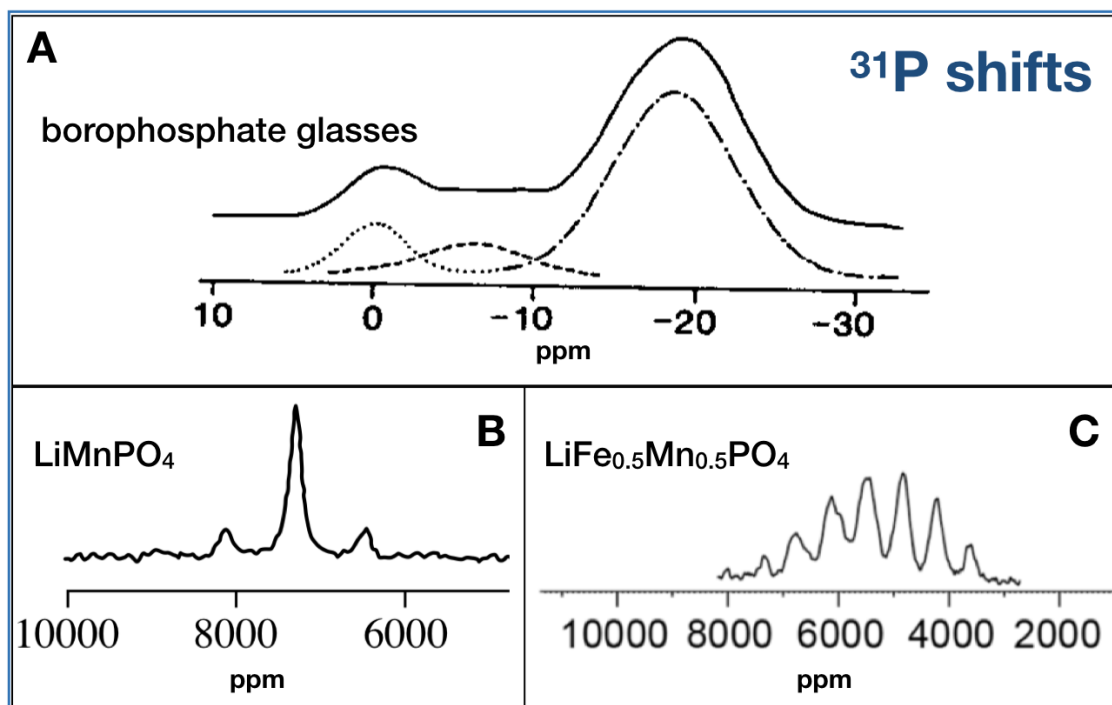 A
³¹P shifts
borophosphate glasses
10 0 -10 -20 -30
ppm
LiMnPO₄
B
10000 8000 6000
ppm
LiFe₀.₅Mn₀.₅PO₄
C
10000 8000 6000 4000 2000
ppm